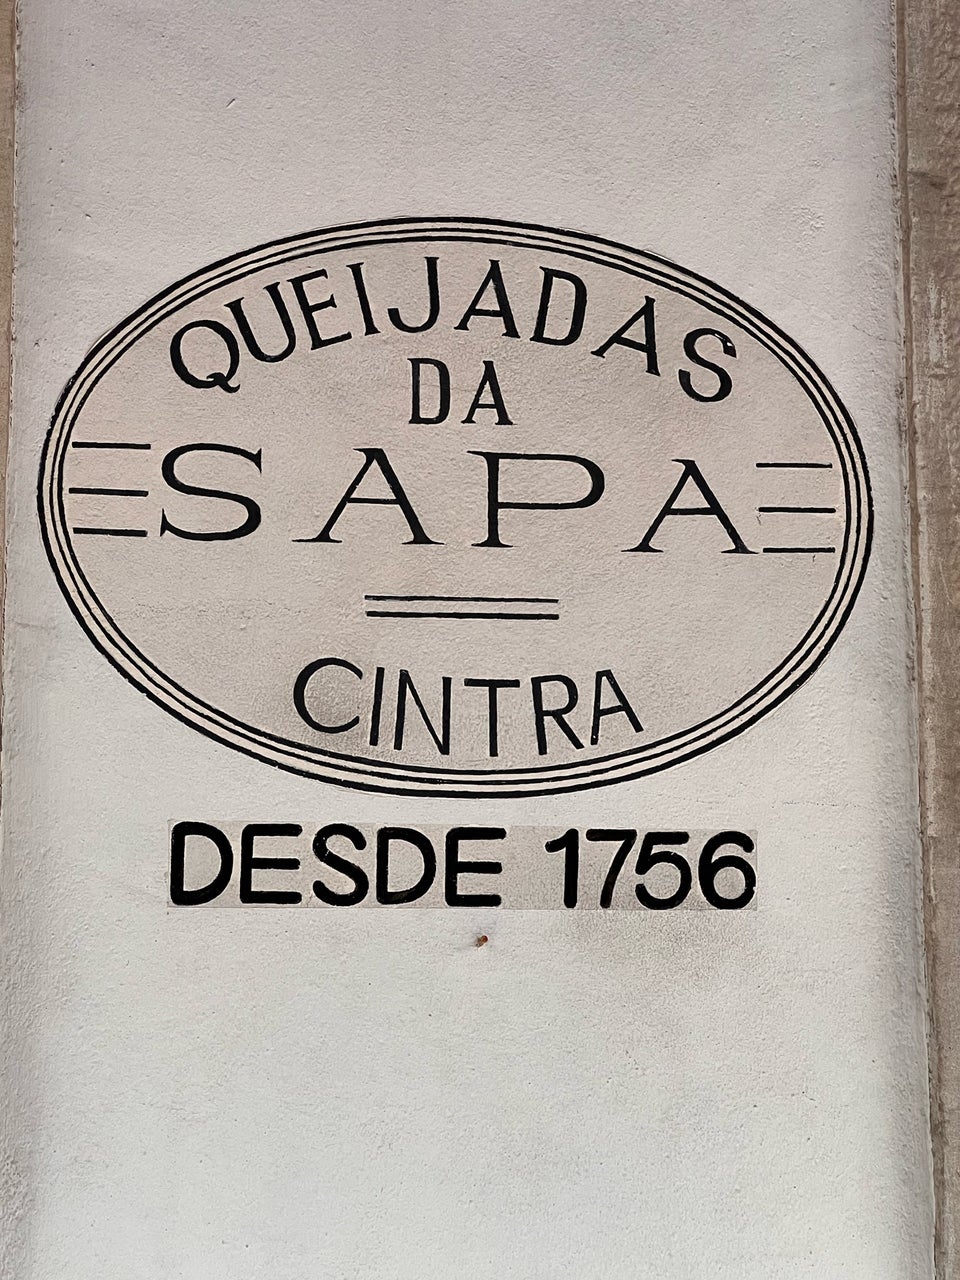 QUEIJADAS
DA
SAPA
CINTRA
DESDE 1756